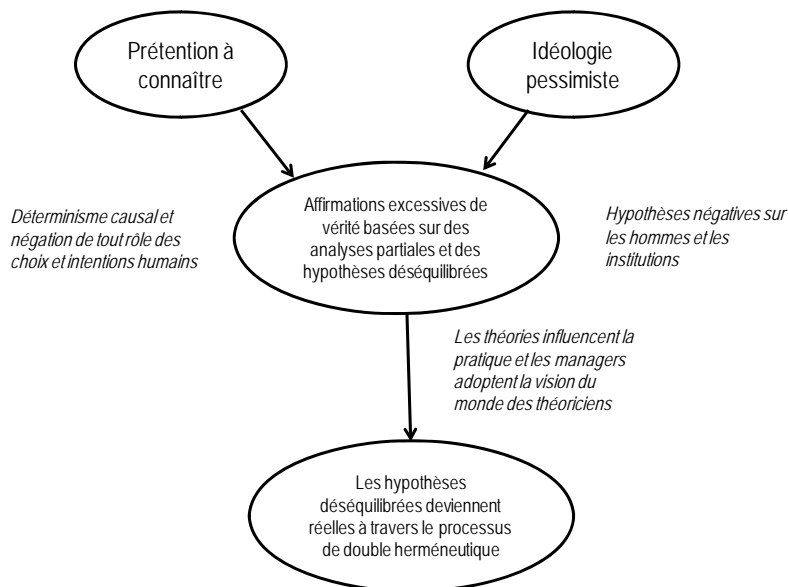 Prétention à
connaître
Idéologie
pessimiste
Déterminisme causal et
négation de tout rôle des
choix et intentions humains
Affirmations excessives de
vérité basées sur des
analyses partiales et des
hypothèses déséquilibrées
Hypothèses négatives sur
les hommes et les
institutions
Les théories influencent la
pratique et les managers
adoptent la vision du
monde des théoriciens
Les hypothèses
déséquilibrées deviennent
réelles à travers le processus
de double herméneutique